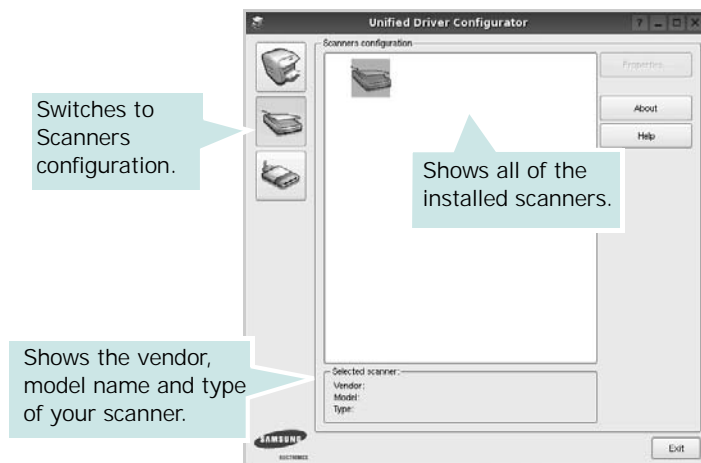 Unified Driver Configurator
Scanners configuration
Properties...
About
Help
Switches to
Scanners
configuration.
Shows all of the
installed scanners.
Shows the vendor,
model name and type
of your scanner.
Selected scanner:
Vendor:
Model:
Type:
SAMSUNG
ELECTRONICS
Exit